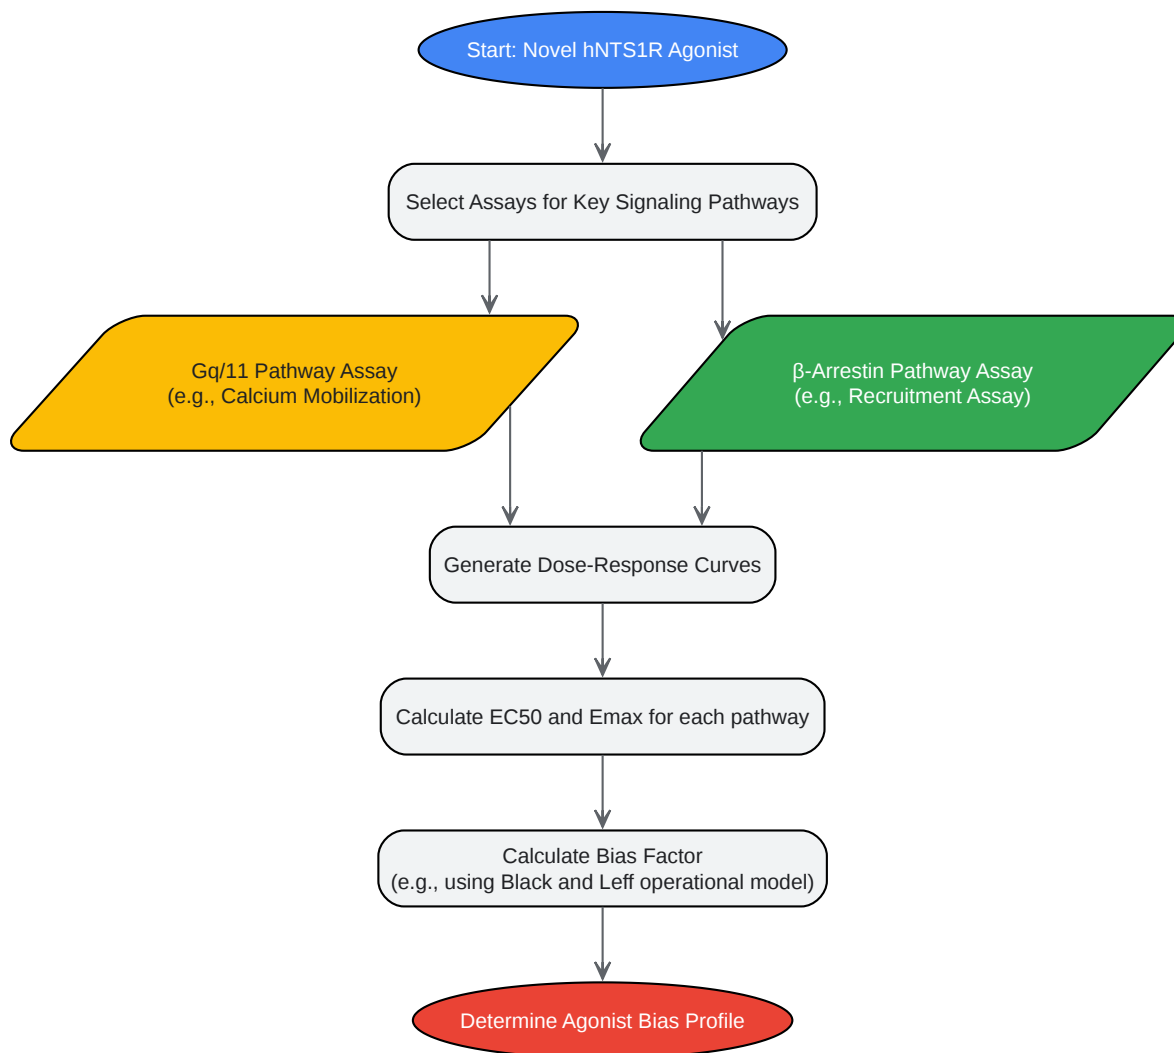 Start: Novel hNTS1R Agonist
Select Assays for Key Signaling Pathways
Gq/11 Pathway Assay
(e.g., Calcium Mobilization)
β-Arrestin Pathway Assay
(e.g., Recruitment Assay)
Generate Dose-Response Curves
Calculate EC50 and Emax for each pathway
Calculate Bias Factor
(e.g., using Black and Leff operational model)
Determine Agonist Bias Profile